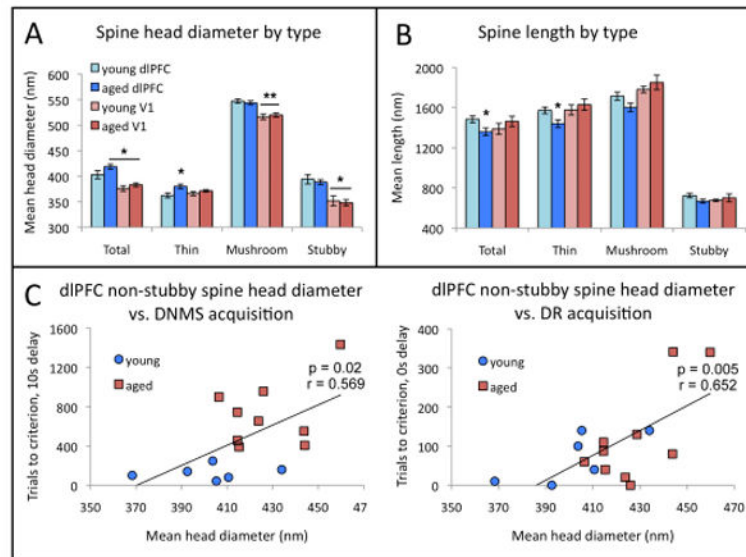 A
Spine head diameter by type
young dlPFC
aged dlPFC
young V1
aged V1
Mean head diameter (nm)
600
550
500
450
400
350
300
*
*
**
*
Total Thin Mushroom Stubby
B
Spine length by type
Mean length (nm)
2000
1600
1200
800
400
*
*
Total Thin Mushroom Stubby
C
dlPFC non-stubby spine head diameter
vs. DNMS acquisition
Trials to criterion, 10s delay
1600
1200
800
400
0
young
aged
p = 0.02
r = 0.569
350 370 390 410 430 450 47
Mean head diameter (nm)
dlPFC non-stubby spine head diameter
vs. DR acquisition
Trials to criterion, 0s delay
400
300
200
100
0
young
aged
p = 0.005
r = 0.652
350 370 390 410 430 450 470
Mean head diameter (nm)